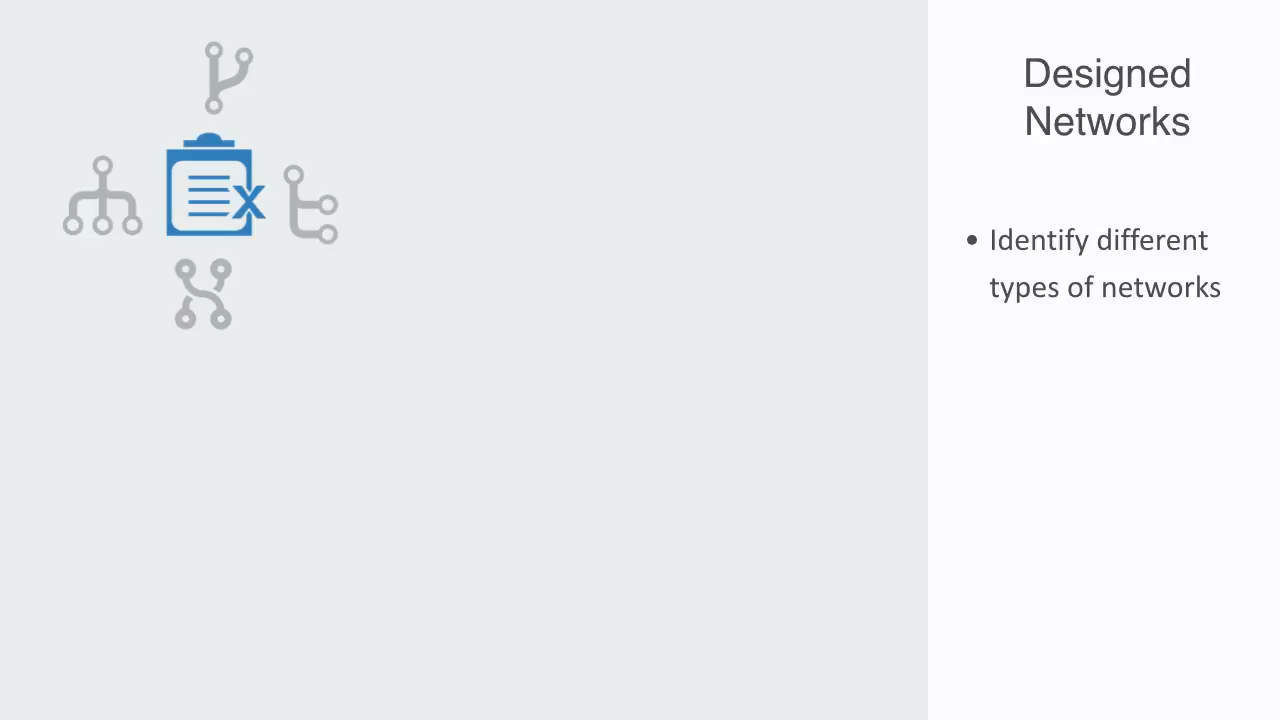 Designed
Networks
• Identify different
types of networks
X